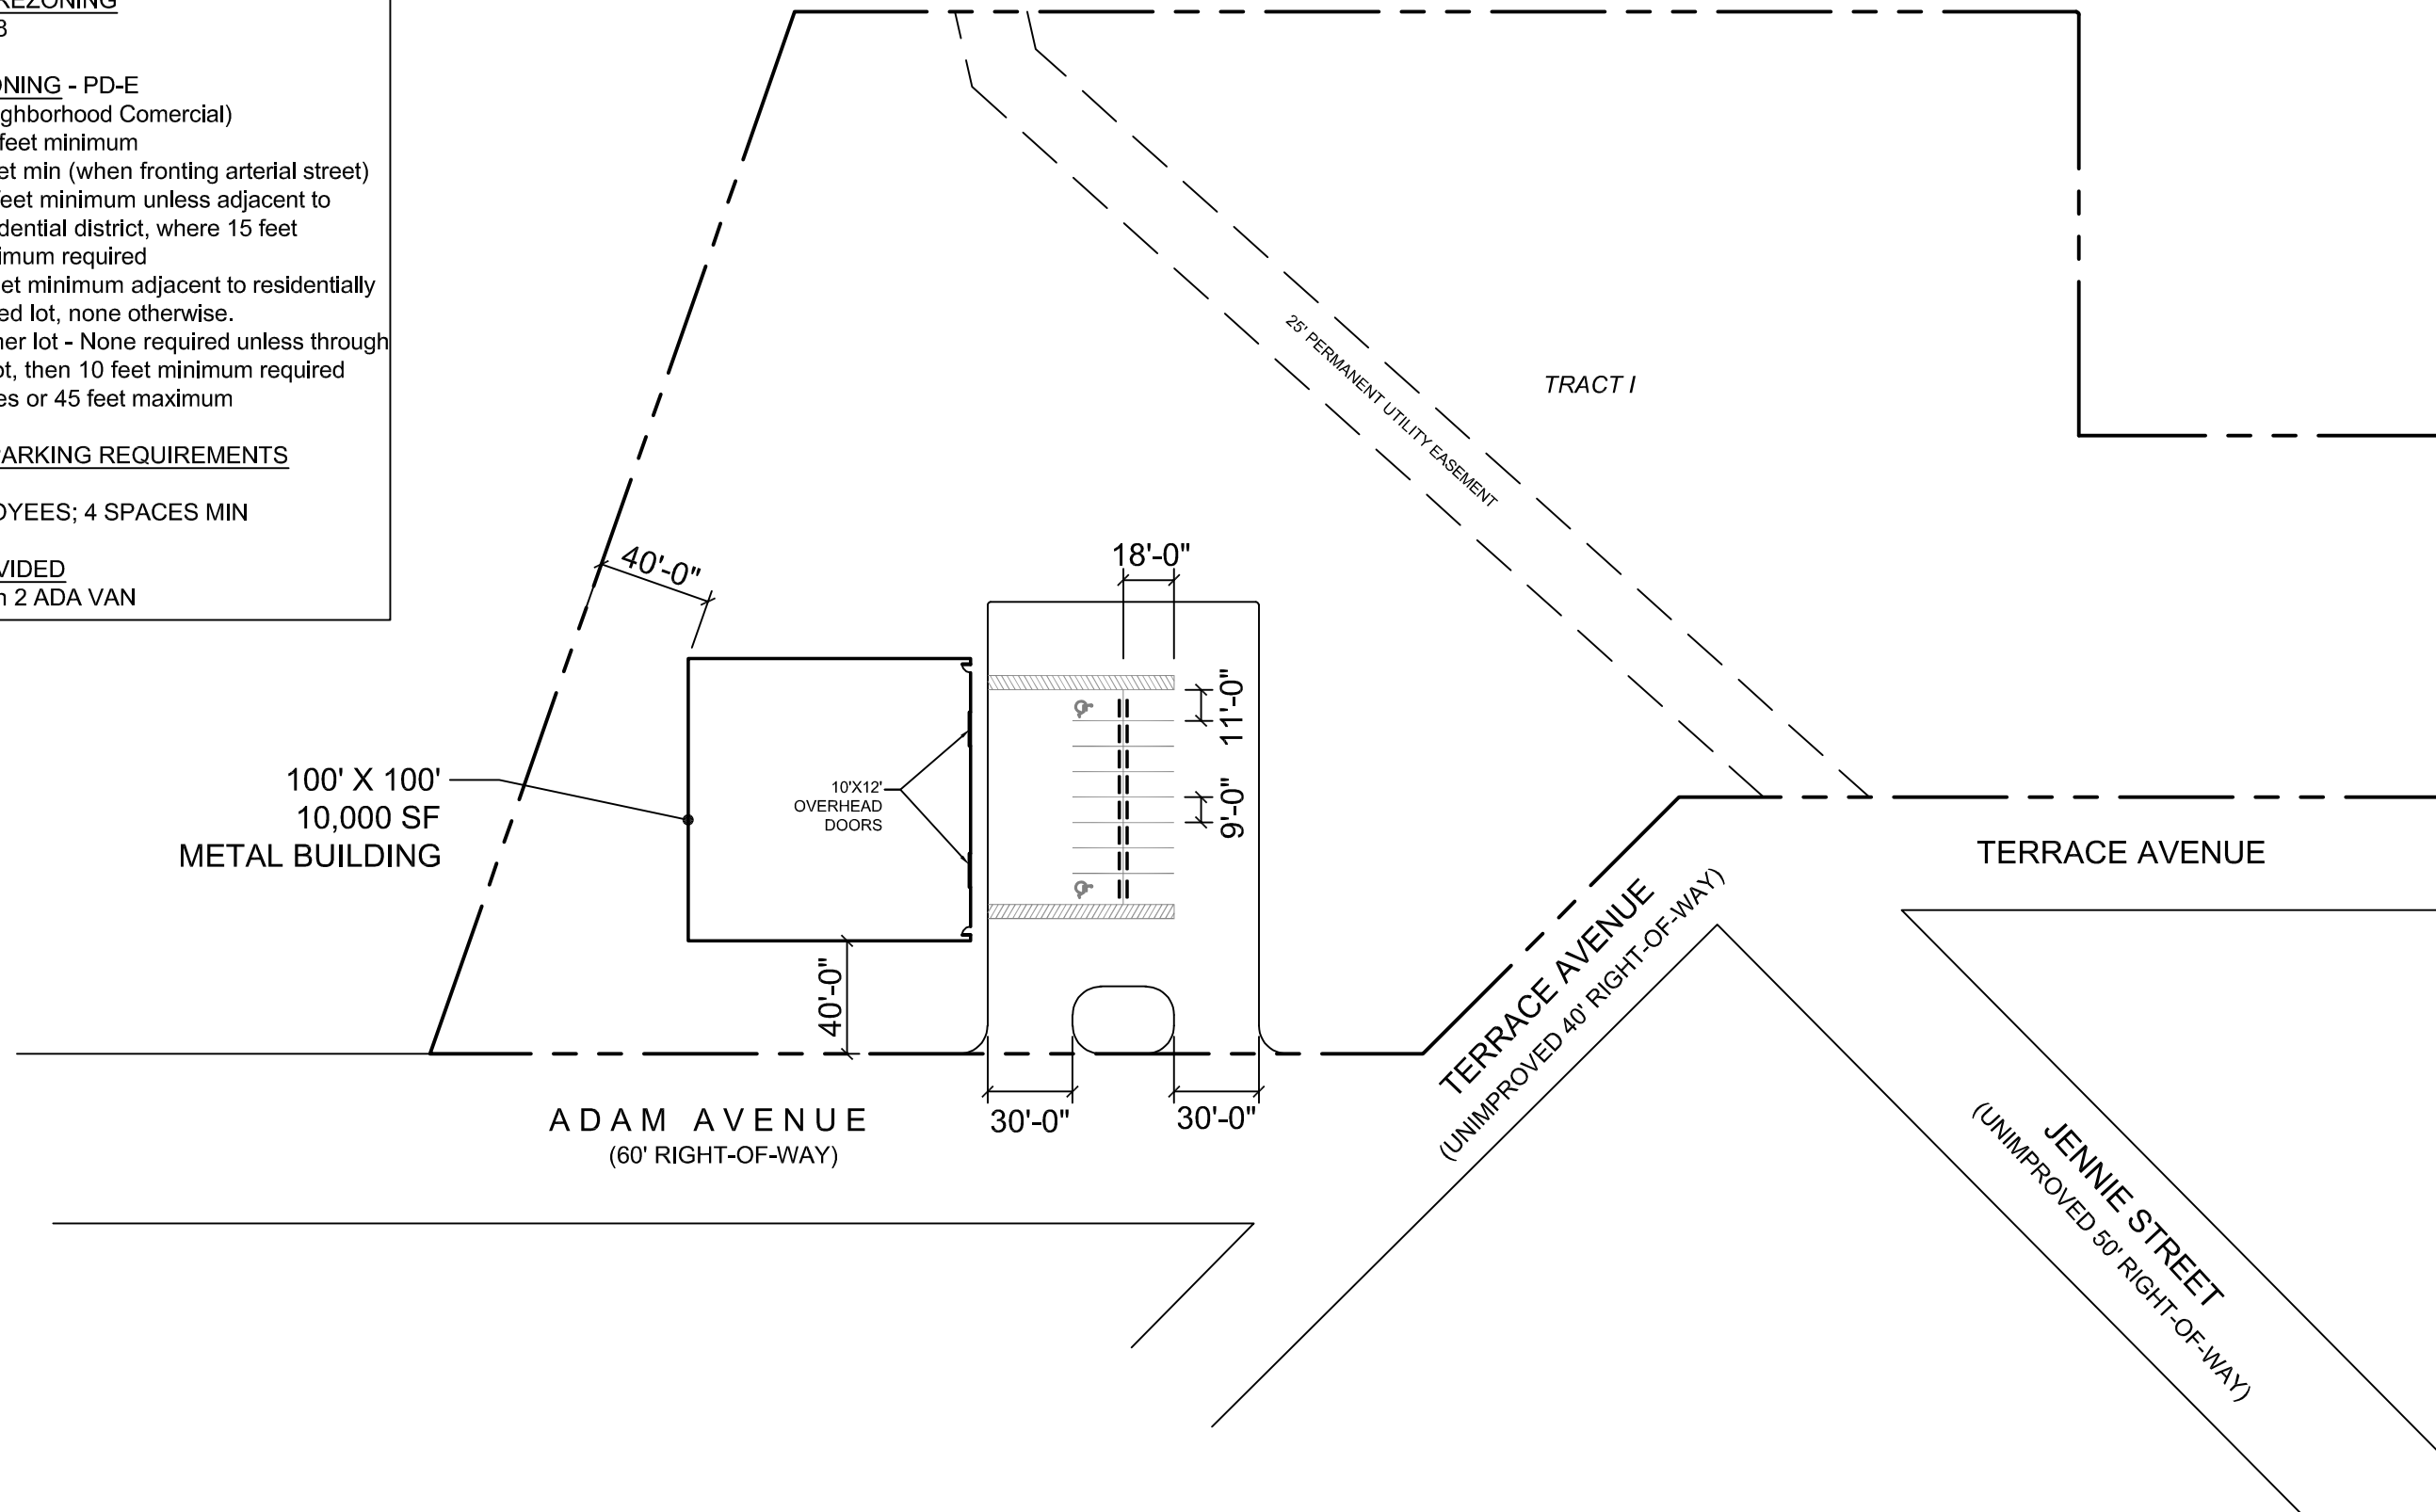 REZONING
ONING - PD-E
ghborhood Comercial)
feet minimum
et min (when fronting arterial street)
feet minimum unless adjacent to
dential district, where 15 feet
imum required
et minimum adjacent to residentially
ed lot, none otherwise.
ner lot - None required unless through
ot, then 10 feet minimum required
es or 45 feet maximum
PARKING REQUIREMENTS
OYEES; 4 SPACES MIN
VIDED
n 2 ADA VAN
25' PERMANENT UTILITY EASEMENT
TRACT I
40'-0"
18'-0"
11'-0"
9'-0"
100' X 100'
10,000 SF
METAL BUILDING
10'X12'
OVERHEAD
DOORS
40'-0"
30'-0"
30'-0"
ADAM AVENUE
(60' RIGHT-OF-WAY)
TERRACE AVENUE
(UNIMPROVED 40' RIGHT-OF-WAY)
TERRACE AVENUE
JENNIE STREET
(UNIMPROVED 50' RIGHT-OF-WAY)